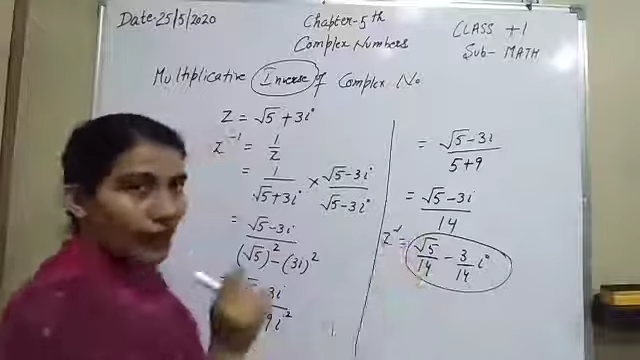 Date-25/5/2020
Chapter-5th
Complex Numbers
CLASS +1
Sub- MATH
Multiplicative Inverse of Complex No
Z = √5 + 3i
Z⁻¹ = 1/Z
= 1/(√5+3i) × (√5-3i)/(√5-3i)
= (√5-3i)/((√5)² - (3i)²)
3i
9i²
= (√5-3i)/(5+9)
= (√5-3i)/14
Z⁻¹ = √5/14 - 3/14 i